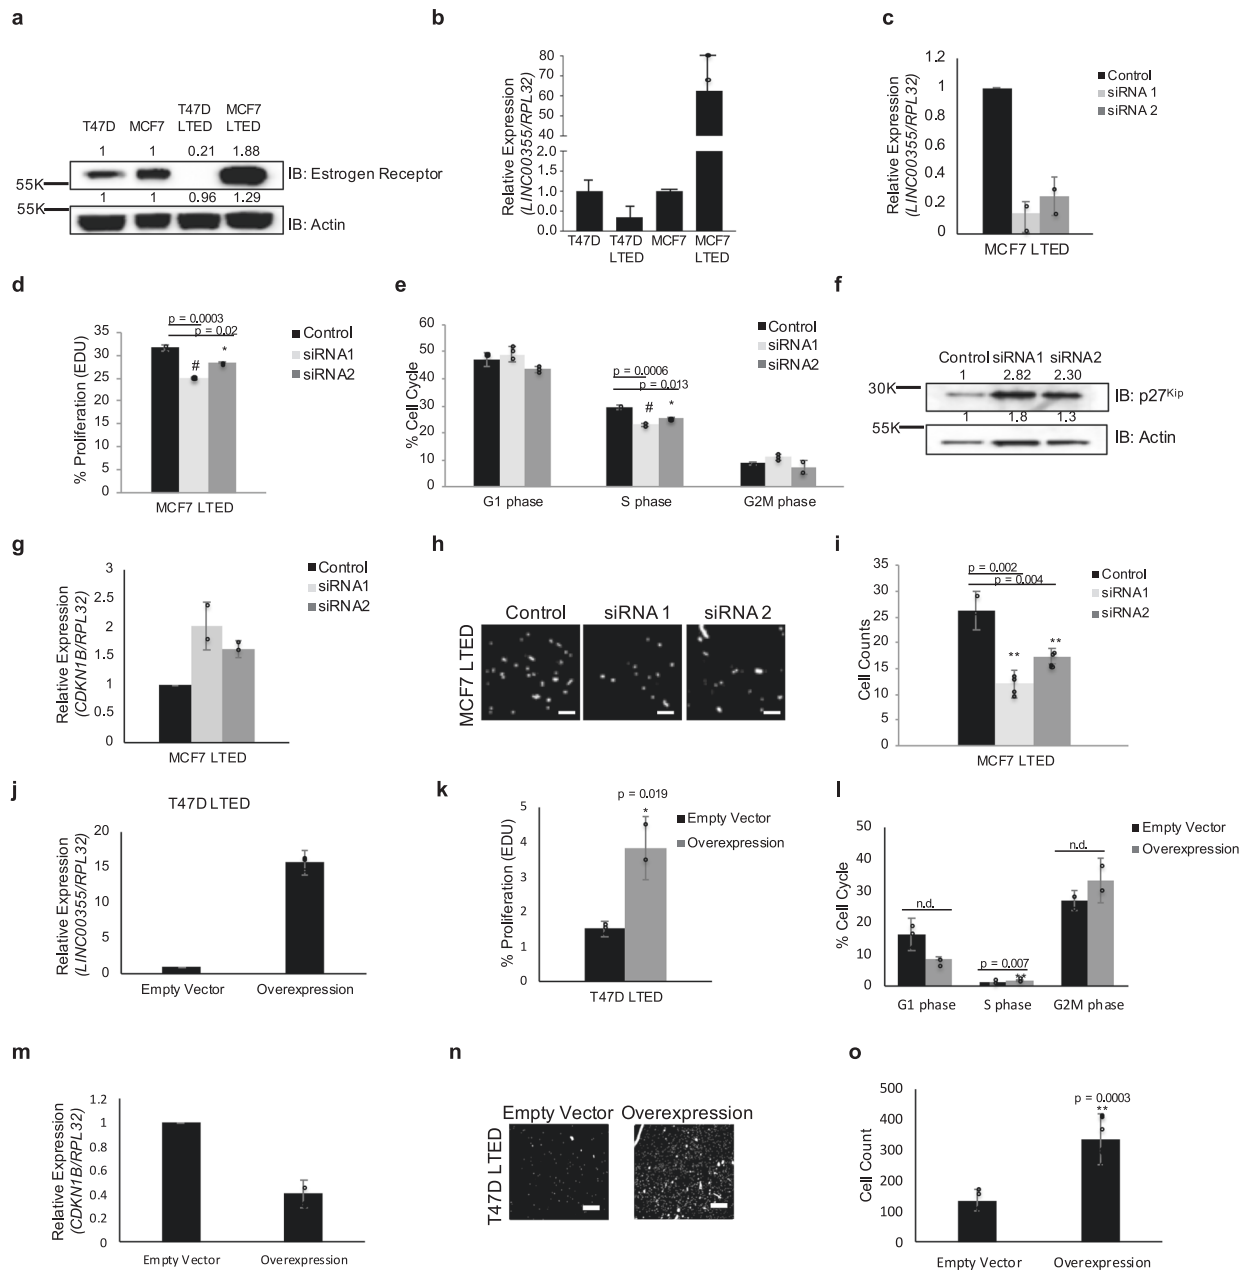 a
T47D MCF7 T47D LTED MCF7 LTED
1 1 0.21 1.88
55K IB: Estrogen Receptor
1 1 0.96 1.29
55K IB: Actin
b
Relative Expression
(LINC00355/RPL32)
80
70
60
50
40
2.0
1.0
0.0
0.0
T47D T47D LTED MCF7 MCF7 LTED
c
Relative Expression
(LINC00355/RPL32)
1.2
1
0.8
0.6
0.4
0.2
0
MCF7 LTED
Control
siRNA 1
siRNA 2
d
% Proliferation (EDU)
35
30
25
20
15
10
5
0
p = 0.0003
p = 0.02
# *
MCF7 LTED
Control
siRNA1
siRNA2
e
% Cell Cycle
60
50
40
30
20
10
0
p = 0.0006
p = 0.013
# *
G1 phase S phase G2M phase
Control
siRNA1
siRNA2
f
Control siRNA1 siRNA2
1 2.82 2.30
30K IB: p27Kip
1 1.8 1.3
55K IB: Actin
g
Relative Expression
(CDKN1B/RPL32)
3
2.5
2
1.5
1
0.5
0
MCF7 LTED
Control
siRNA1
siRNA2
h
Control siRNA 1 siRNA 2
MCF7 LTED
i
Cell Counts
35
30
25
20
15
10
5
0
p = 0.002
p = 0.004
** **
MCF7 LTED
Control
siRNA1
siRNA2
j
T47D LTED
Relative Expression
(LINC00355/RPL32)
20
15
10
5
0
Empty Vector Overexpression
k
% Proliferation (EDU)
5
4
3
2
1
0
p = 0.019
*
T47D LTED
Empty Vector
Overexpression
l
% Cell Cycle
50
40
30
20
10
0
n.d.
p = 0.007
**
n.d.
G1 phase S phase G2M phase
Empty Vector
Overexpression
m
Relative Expression
(CDKN1B/RPL32)
1.2
1
0.8
0.6
0.4
0.2
0
Empty Vector Overexpression
n
Empty Vector Overexpression
T47D LTED
o
Cell Count
500
400
300
200
100
0
p = 0.0003
**
Empty Vector Overexpression